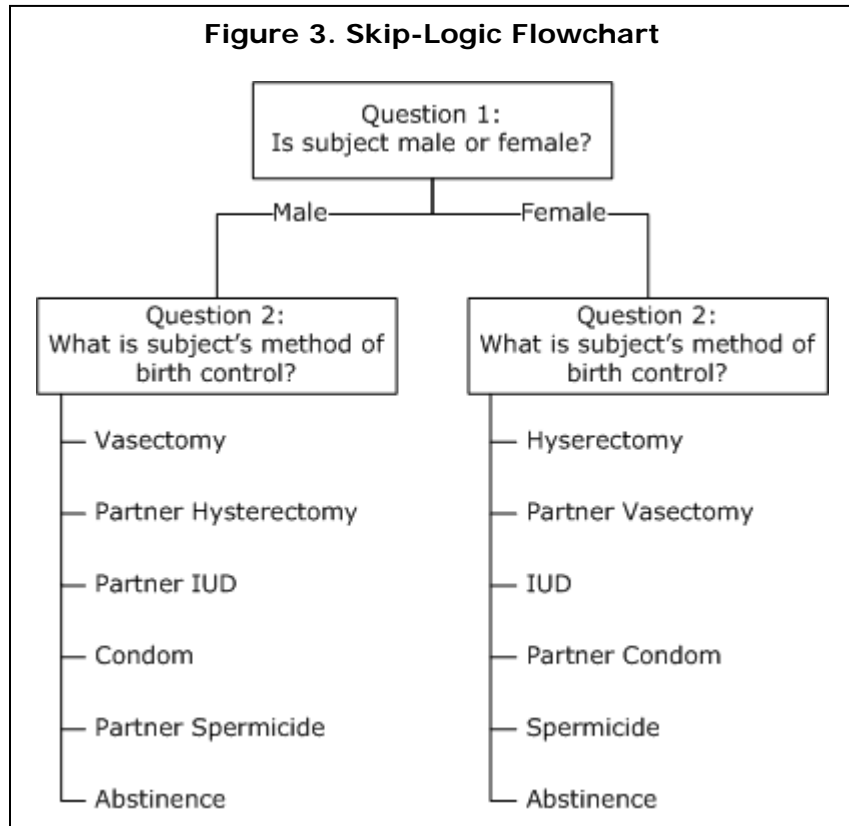 Figure 3. Skip-Logic Flowchart
Question 1:
Is subject male or female?
Male
Female
Question 2:
What is subject's method of
birth control?
Vasectomy
Partner Hysterectomy
Partner IUD
Condom
Partner Spermicide
Abstinence
Question 2:
What is subject's method of
birth control?
Hyserectomy
Partner Vasectomy
IUD
Partner Condom
Spermicide
Abstinence